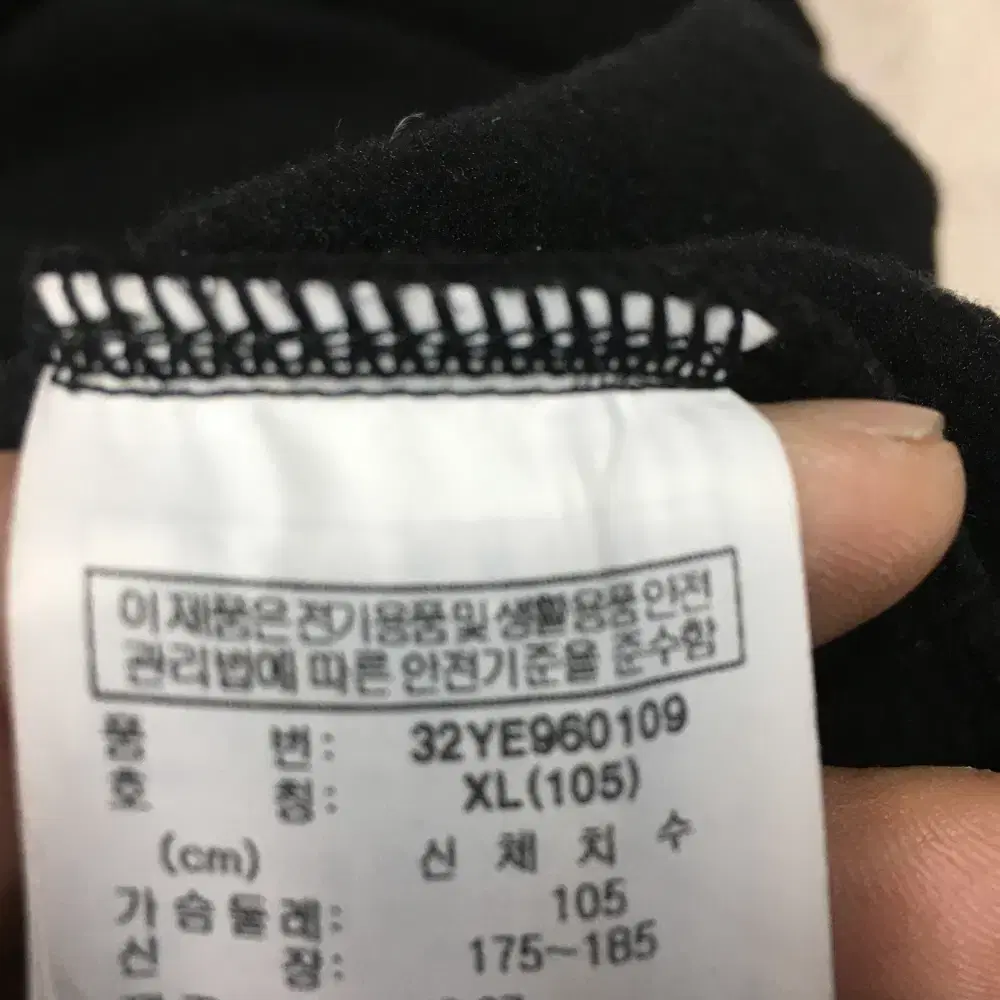 이 제품은 전기용품 및 생활용품 안전
관리법에 따른 안전기준을 준수함
품 번: 32YE960109
호 칭: XL(105)
(cm) 신 체 치 수
가슴둘레: 105
신 장: 175~185